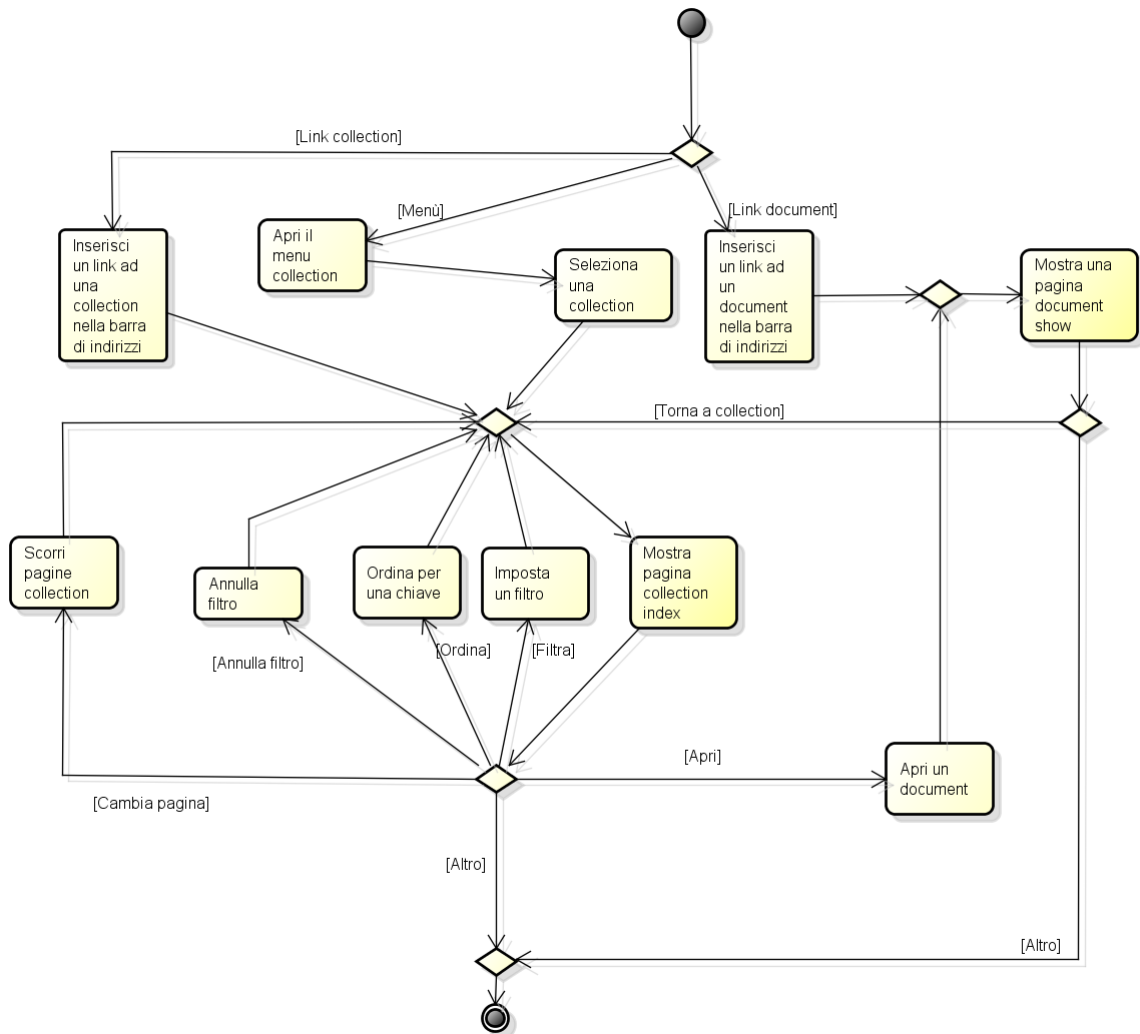 [Link collection]
[Menù]
[Link document]
Inserisci
un link ad
una
collection
nella barra
di indirizzi
Apri il
menu
collection
Seleziona
una
collection
Inserisci
un link ad
un
document
nella barra
di indirizzi
Mostra una
pagina
document
show
[Torna a collection]
Scorri
pagine
collection
Annulla
filtro
Ordina per
una chiave
Imposta
un filtro
Mostra
pagina
collection
index
[Annulla filtro]
[Ordina]
[Filtra]
[Cambia pagina]
[Apri]
Apri un
document
[Altro]
[Altro]